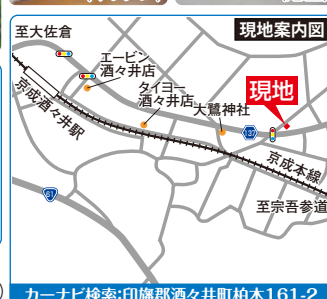 現地案内図
至大佐倉
エービン
酒々井店
タイヨー
酒々井店
大鷲神社
現地
137
京成酒々井駅
京成本線
至宗吾参道
51
カーナビ検索:印旛郡酒々井町柏木161-2